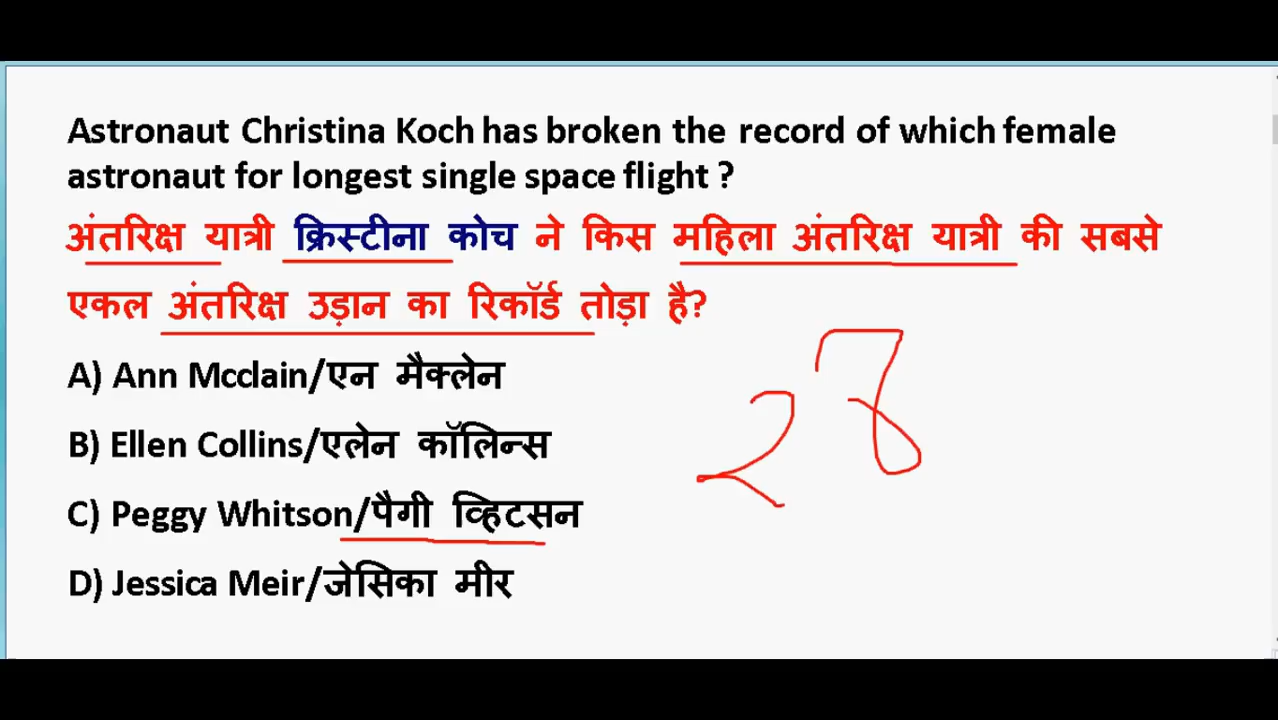 Astronaut Christina Koch has broken the record of which female
astronaut for longest single space flight ?
अंतरिक्ष यात्री क्रिस्टीना कोच ने किस महिला अंतरिक्ष यात्री की सबसे
एकल अंतरिक्ष उड़ान का रिकॉर्ड तोड़ा है?
A) Ann Mcclain/एन मैक्लेन
B) Ellen Collins/एलेन कॉलिन्स
C) Peggy Whitson/पैगी व्हिटसन
D) Jessica Meir/जेसिका मीर